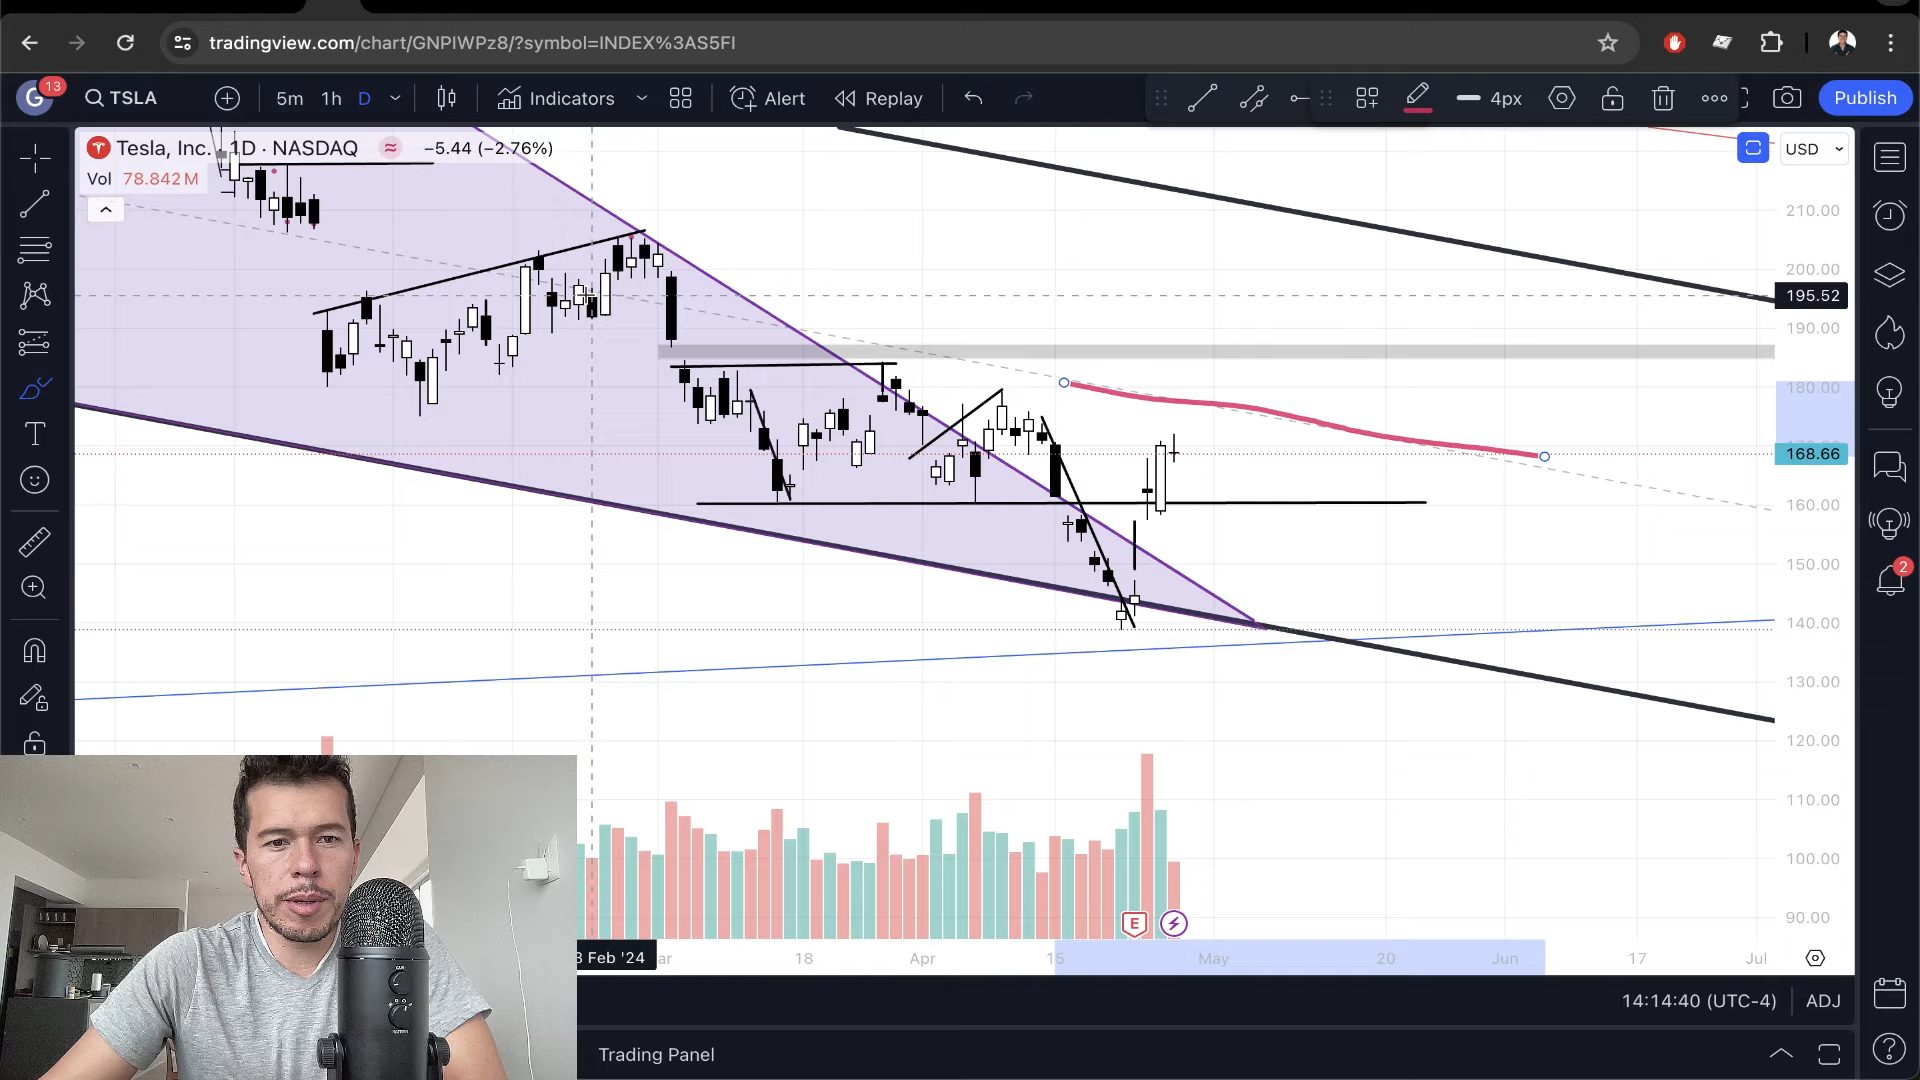 tradingview.com/chart/GNPIWPz8/?symbol=INDEX%3AS5FI
G 13 TSLA 5m 1h D Indicators Alert Replay 4px Publish
Tesla, Inc. 1D · NASDAQ −5.44 (−2.76%)
Vol 78.842 M
USD
210.00
200.00
195.52
190.00
180.00
168.66
160.00
150.00
140.00
130.00
120.00
110.00
100.00
90.00
E
2
18 Apr 15 May 20 Jun 17 Jul
14:14:40 (UTC-4) ADJ
Trading Panel